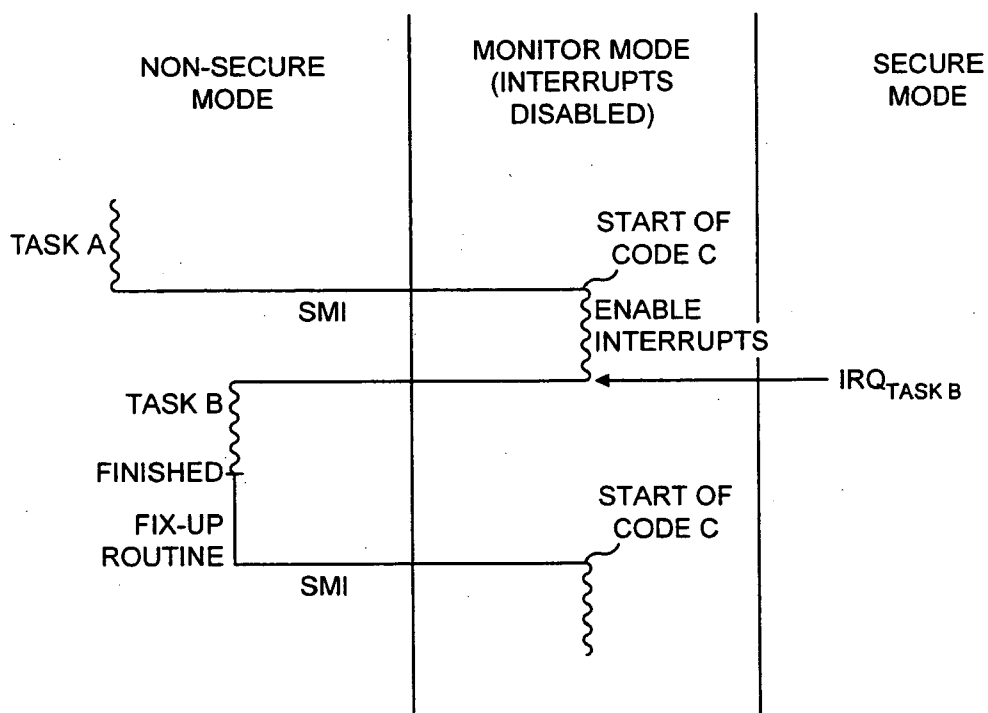 NON-SECURE
MODE
MONITOR MODE
(INTERRUPTS
DISABLED)
SECURE
MODE
TASK A
START OF
CODE C
SMI
ENABLE
INTERRUPTS
IRQTASK B
TASK B
FINISHED
FIX-UP
ROUTINE
START OF
CODE C
SMI